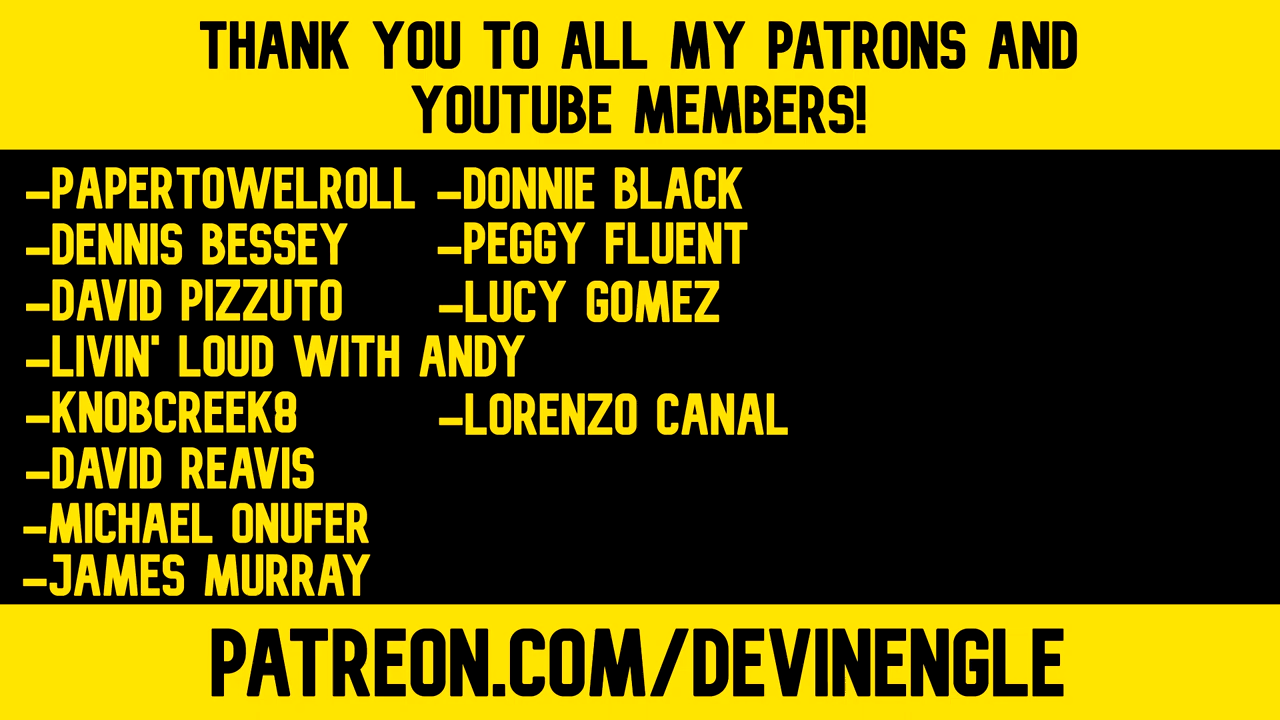 THANK YOU TO ALL MY PATRONS AND
YOUTUBE MEMBERS!
-PAPERTOWELROLL
-DENNIS BESSEY
-DAVID PIZZUTO
-LIVIN' LOUD WITH ANDY
-KNOBCREEK8
-DAVID REAVIS
-MICHAEL ONUFER
-JAMES MURRAY
-DONNIE BLACK
-PEGGY FLUENT
-LUCY GOMEZ
-LORENZO CANAL
PATREON.COM/DEVINENGLE